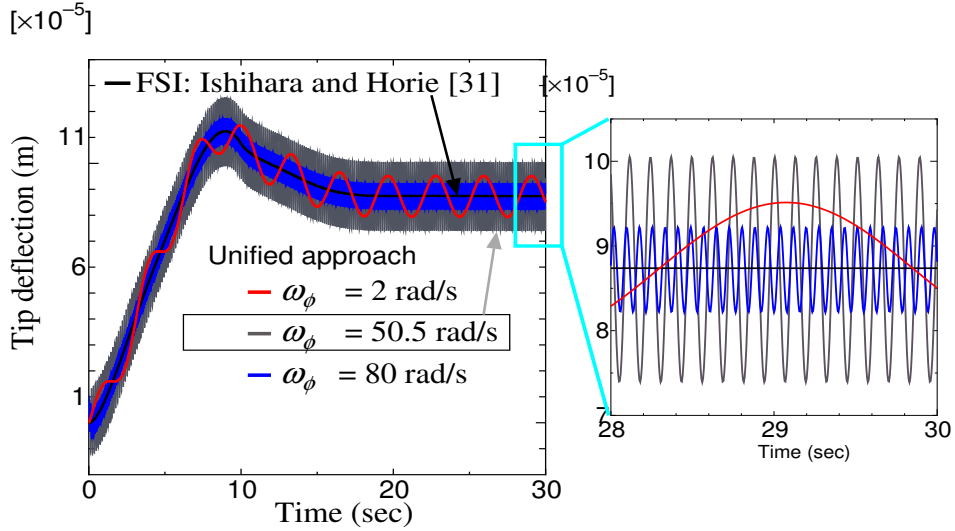 [×10⁻⁵]
FSI: Ishihara and Horie [31]
[×10⁻⁵]
Tip deflection (m)
11
6
1
Unified approach
ω_ϕ = 2 rad/s
ω_ϕ = 50.5 rad/s
ω_ϕ = 80 rad/s
0 10 20 30
Time (sec)
10
9
8
7
28 29 30
Time (sec)